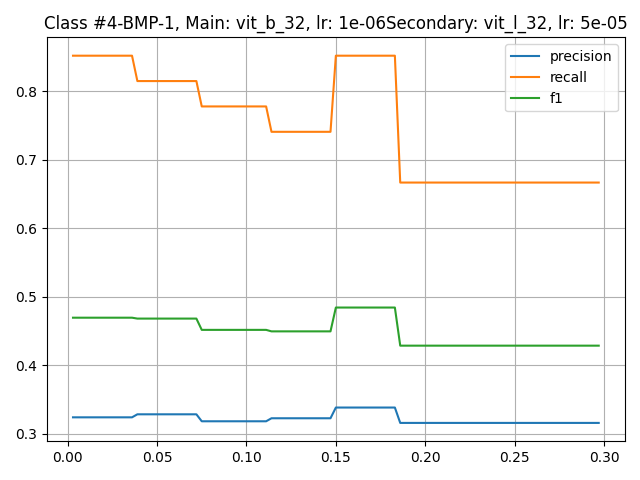 Class #4-BMP-1, Main: vit_b_32, lr: 1e-06Secondary: vit_l_32, lr: 5e-05
precision
recall
f1
0.8
0.7
0.6
0.5
0.4
0.3
0.00 0.05 0.10 0.15 0.20 0.25 0.30